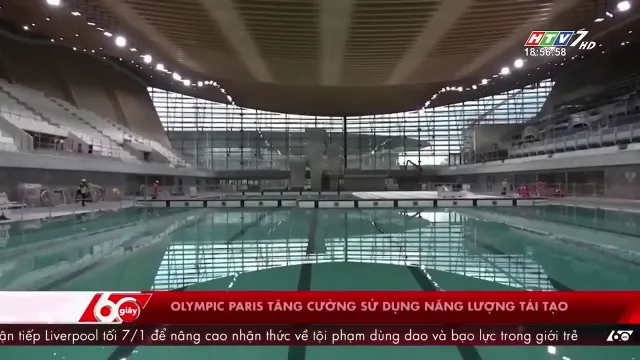 HTV7 HD
18:56:58
60 giây
OLYMPIC PARIS TĂNG CƯỜNG SỬ DỤNG NĂNG LƯỢNG TÁI TẠO
ận tiếp Liverpool tối 7/1 để nâng cao nhận thức về tội phạm dùng dao và bạo lực trong giới trẻ
60